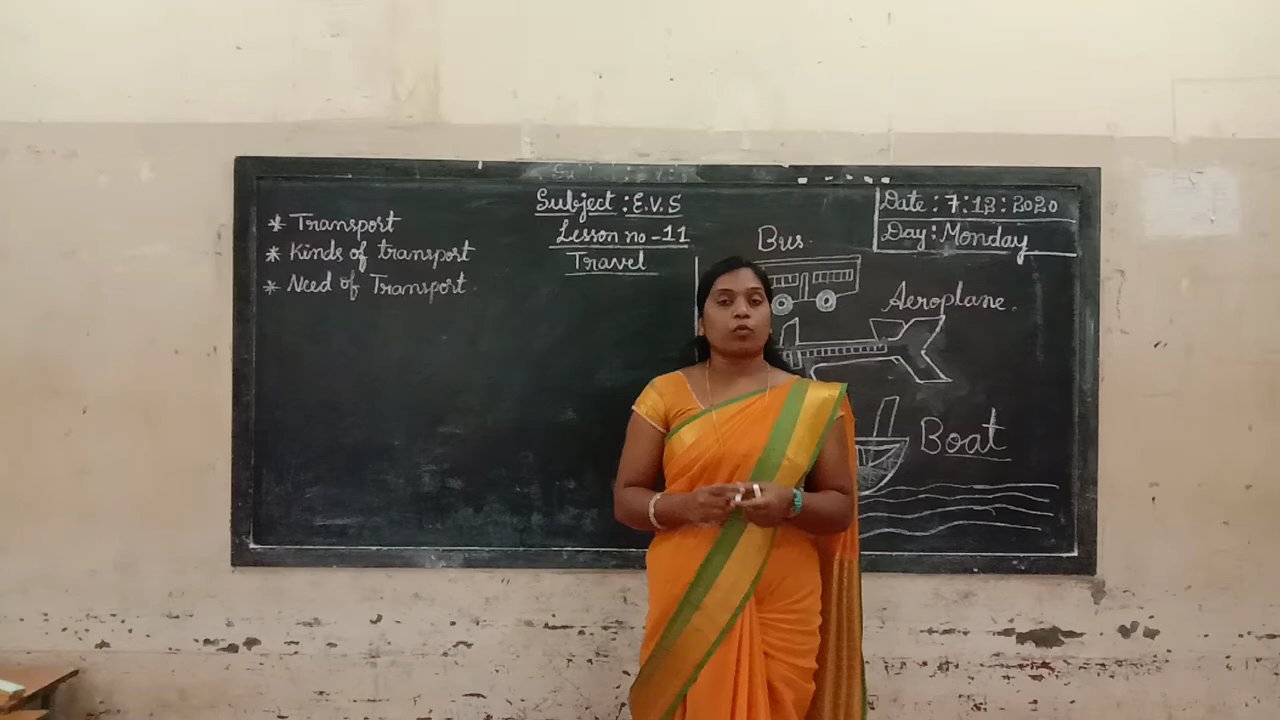 * Transport
* Kinds of transport
* Need of Transport
Subject : E.V.S
Lesson no - 11
Travel
Date : 7:12:2020
Day : Monday
Bus
Aeroplane.
Boat